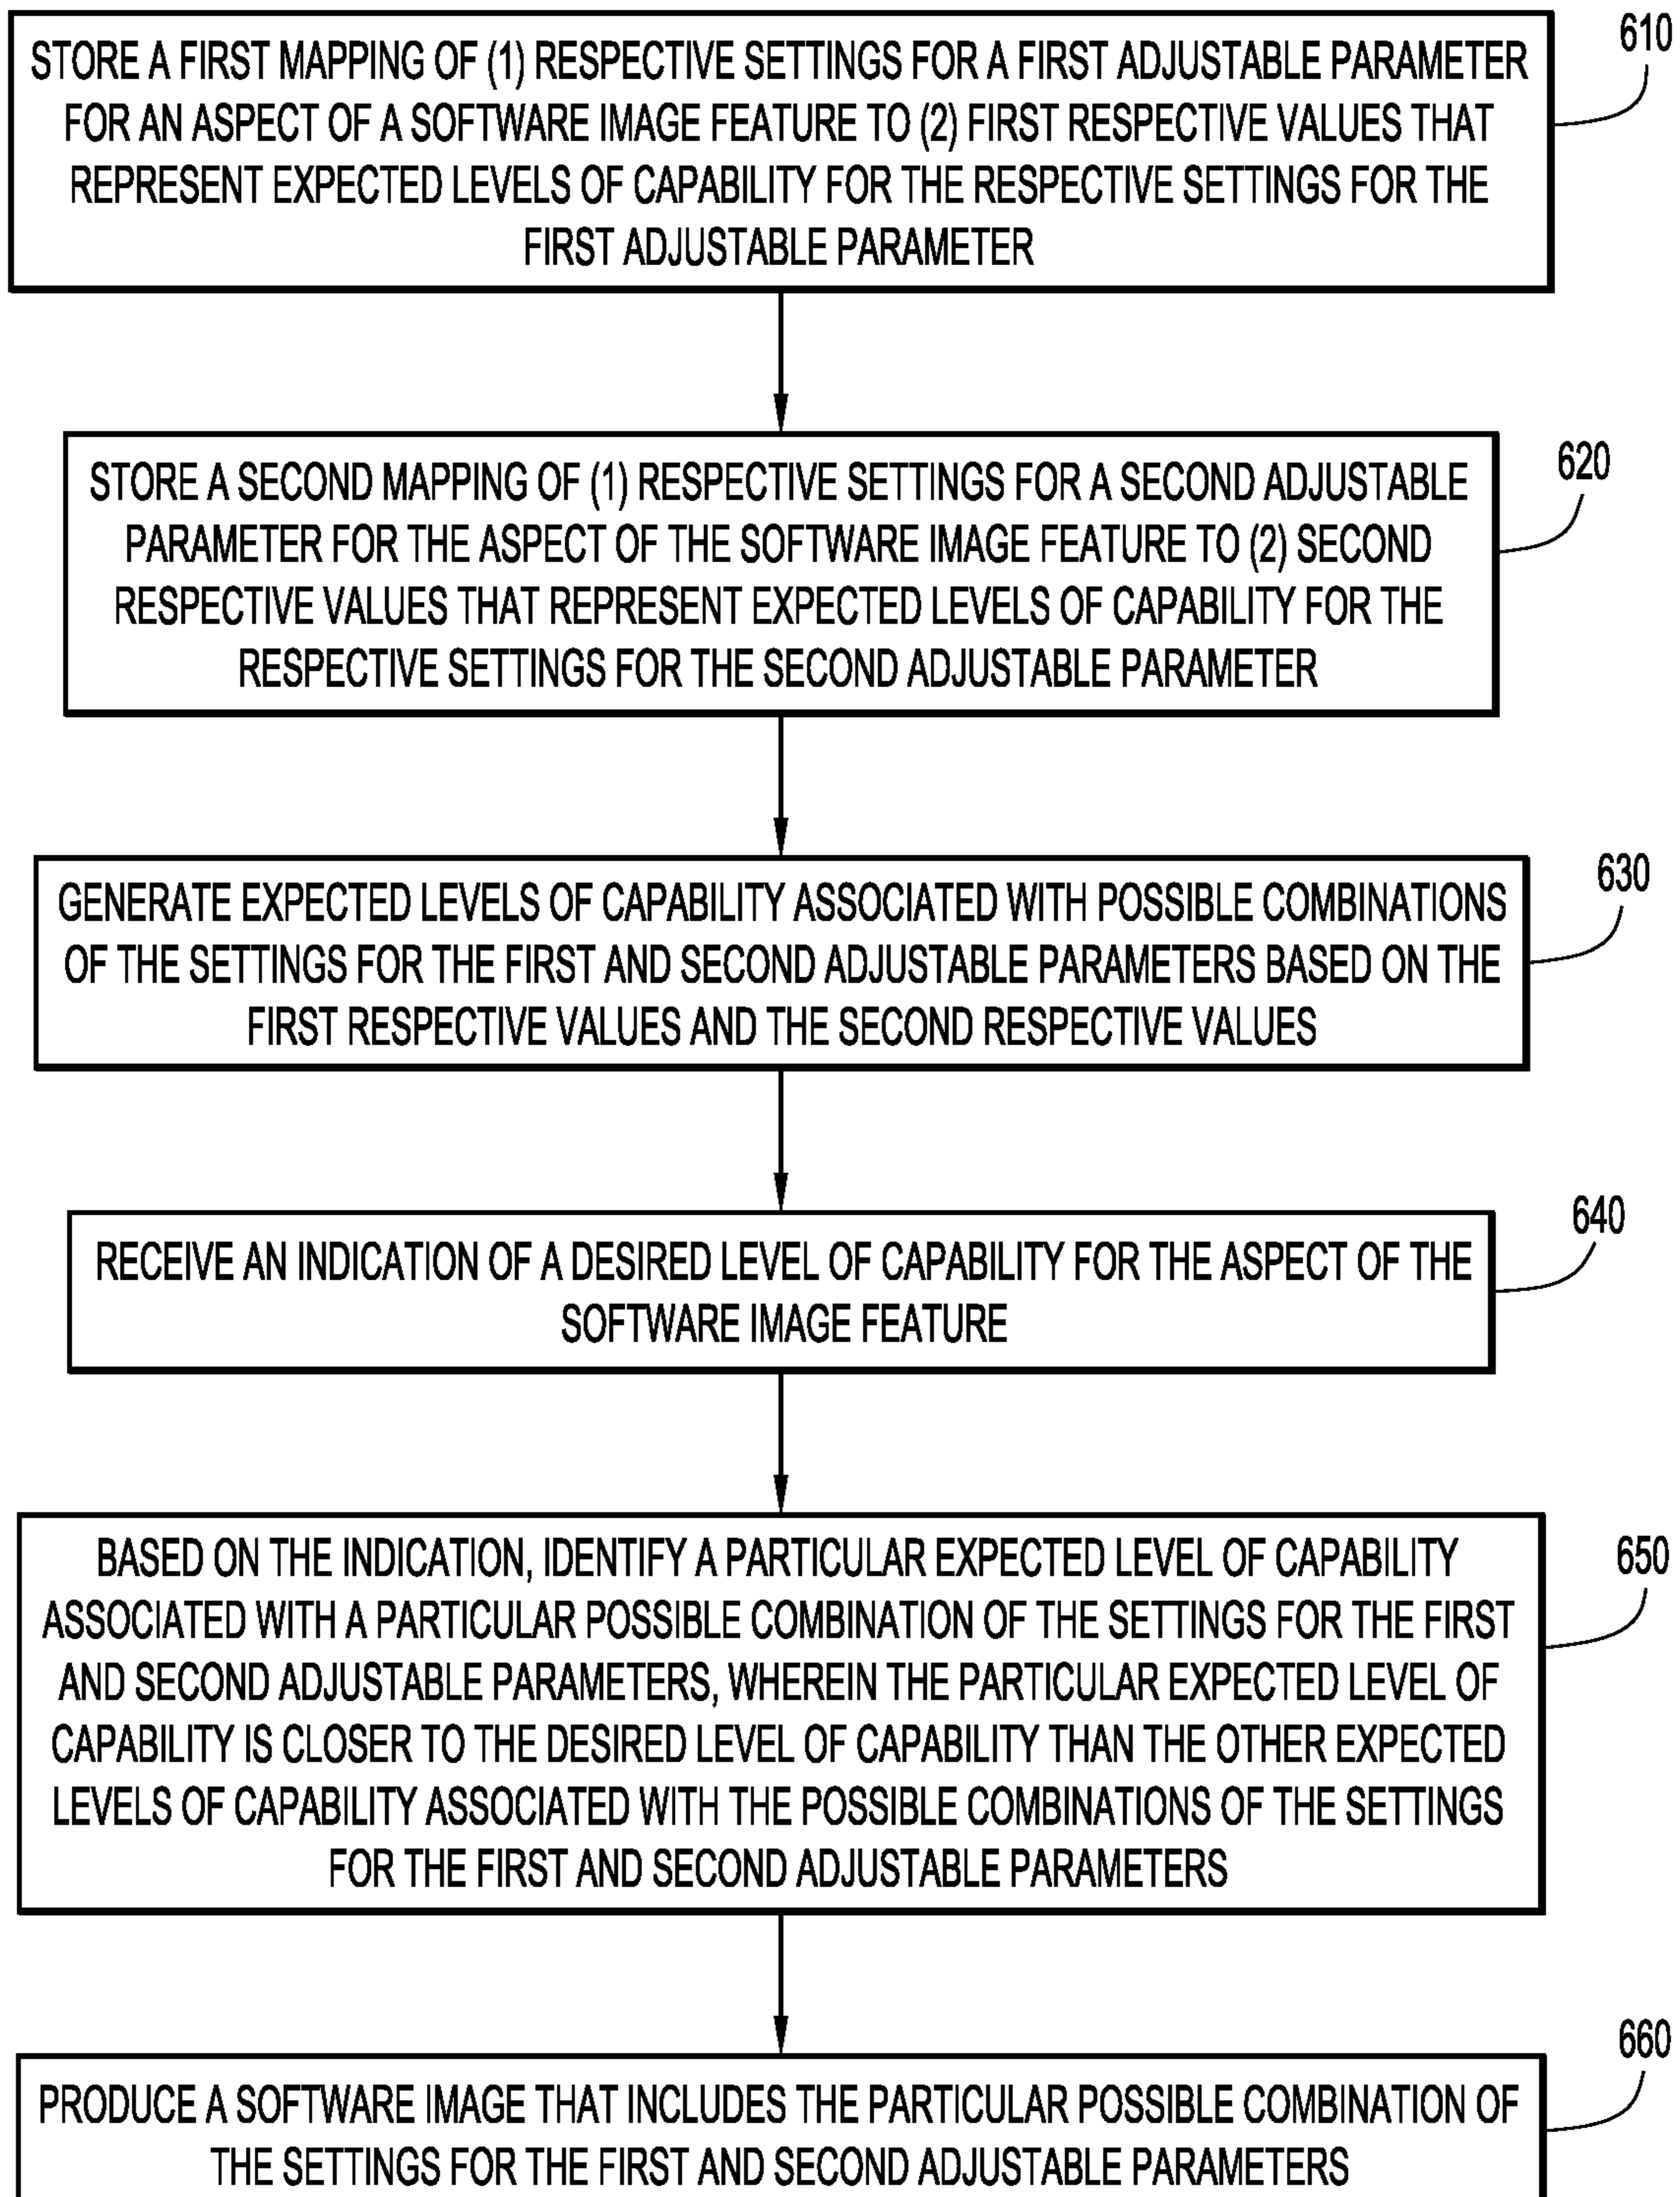 610
STORE A FIRST MAPPING OF (1) RESPECTIVE SETTINGS FOR A FIRST ADJUSTABLE PARAMETER
FOR AN ASPECT OF A SOFTWARE IMAGE FEATURE TO (2) FIRST RESPECTIVE VALUES THAT
REPRESENT EXPECTED LEVELS OF CAPABILITY FOR THE RESPECTIVE SETTINGS FOR THE
FIRST ADJUSTABLE PARAMETER
620
STORE A SECOND MAPPING OF (1) RESPECTIVE SETTINGS FOR A SECOND ADJUSTABLE
PARAMETER FOR THE ASPECT OF THE SOFTWARE IMAGE FEATURE TO (2) SECOND
RESPECTIVE VALUES THAT REPRESENT EXPECTED LEVELS OF CAPABILITY FOR THE
RESPECTIVE SETTINGS FOR THE SECOND ADJUSTABLE PARAMETER
630
GENERATE EXPECTED LEVELS OF CAPABILITY ASSOCIATED WITH POSSIBLE COMBINATIONS
OF THE SETTINGS FOR THE FIRST AND SECOND ADJUSTABLE PARAMETERS BASED ON THE
FIRST RESPECTIVE VALUES AND THE SECOND RESPECTIVE VALUES
640
RECEIVE AN INDICATION OF A DESIRED LEVEL OF CAPABILITY FOR THE ASPECT OF THE
SOFTWARE IMAGE FEATURE
650
BASED ON THE INDICATION, IDENTIFY A PARTICULAR EXPECTED LEVEL OF CAPABILITY
ASSOCIATED WITH A PARTICULAR POSSIBLE COMBINATION OF THE SETTINGS FOR THE FIRST
AND SECOND ADJUSTABLE PARAMETERS, WHEREIN THE PARTICULAR EXPECTED LEVEL OF
CAPABILITY IS CLOSER TO THE DESIRED LEVEL OF CAPABILITY THAN THE OTHER EXPECTED
LEVELS OF CAPABILITY ASSOCIATED WITH THE POSSIBLE COMBINATIONS OF THE SETTINGS
FOR THE FIRST AND SECOND ADJUSTABLE PARAMETERS
660
PRODUCE A SOFTWARE IMAGE THAT INCLUDES THE PARTICULAR POSSIBLE COMBINATION OF
THE SETTINGS FOR THE FIRST AND SECOND ADJUSTABLE PARAMETERS